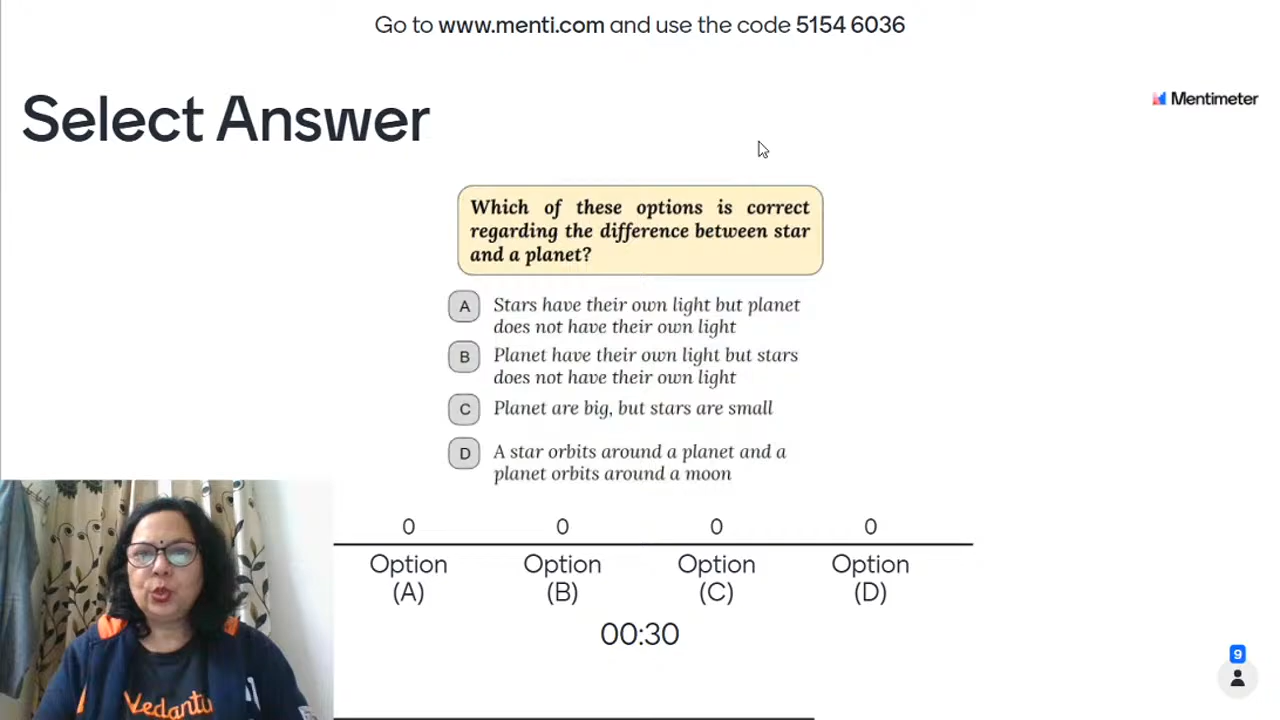 Go to www.menti.com and use the code 5154 6036
Mentimeter
Select Answer
Which of these options is correct
regarding the difference between star
and a planet?
A Stars have their own light but planet
does not have their own light
B Planet have their own light but stars
does not have their own light
C Planet are big, but stars are small
D A star orbits around a planet and a
planet orbits around a moon
0 0 0 0
Option Option Option Option
(A) (B) (C) (D)
00:30
9
Vedantu